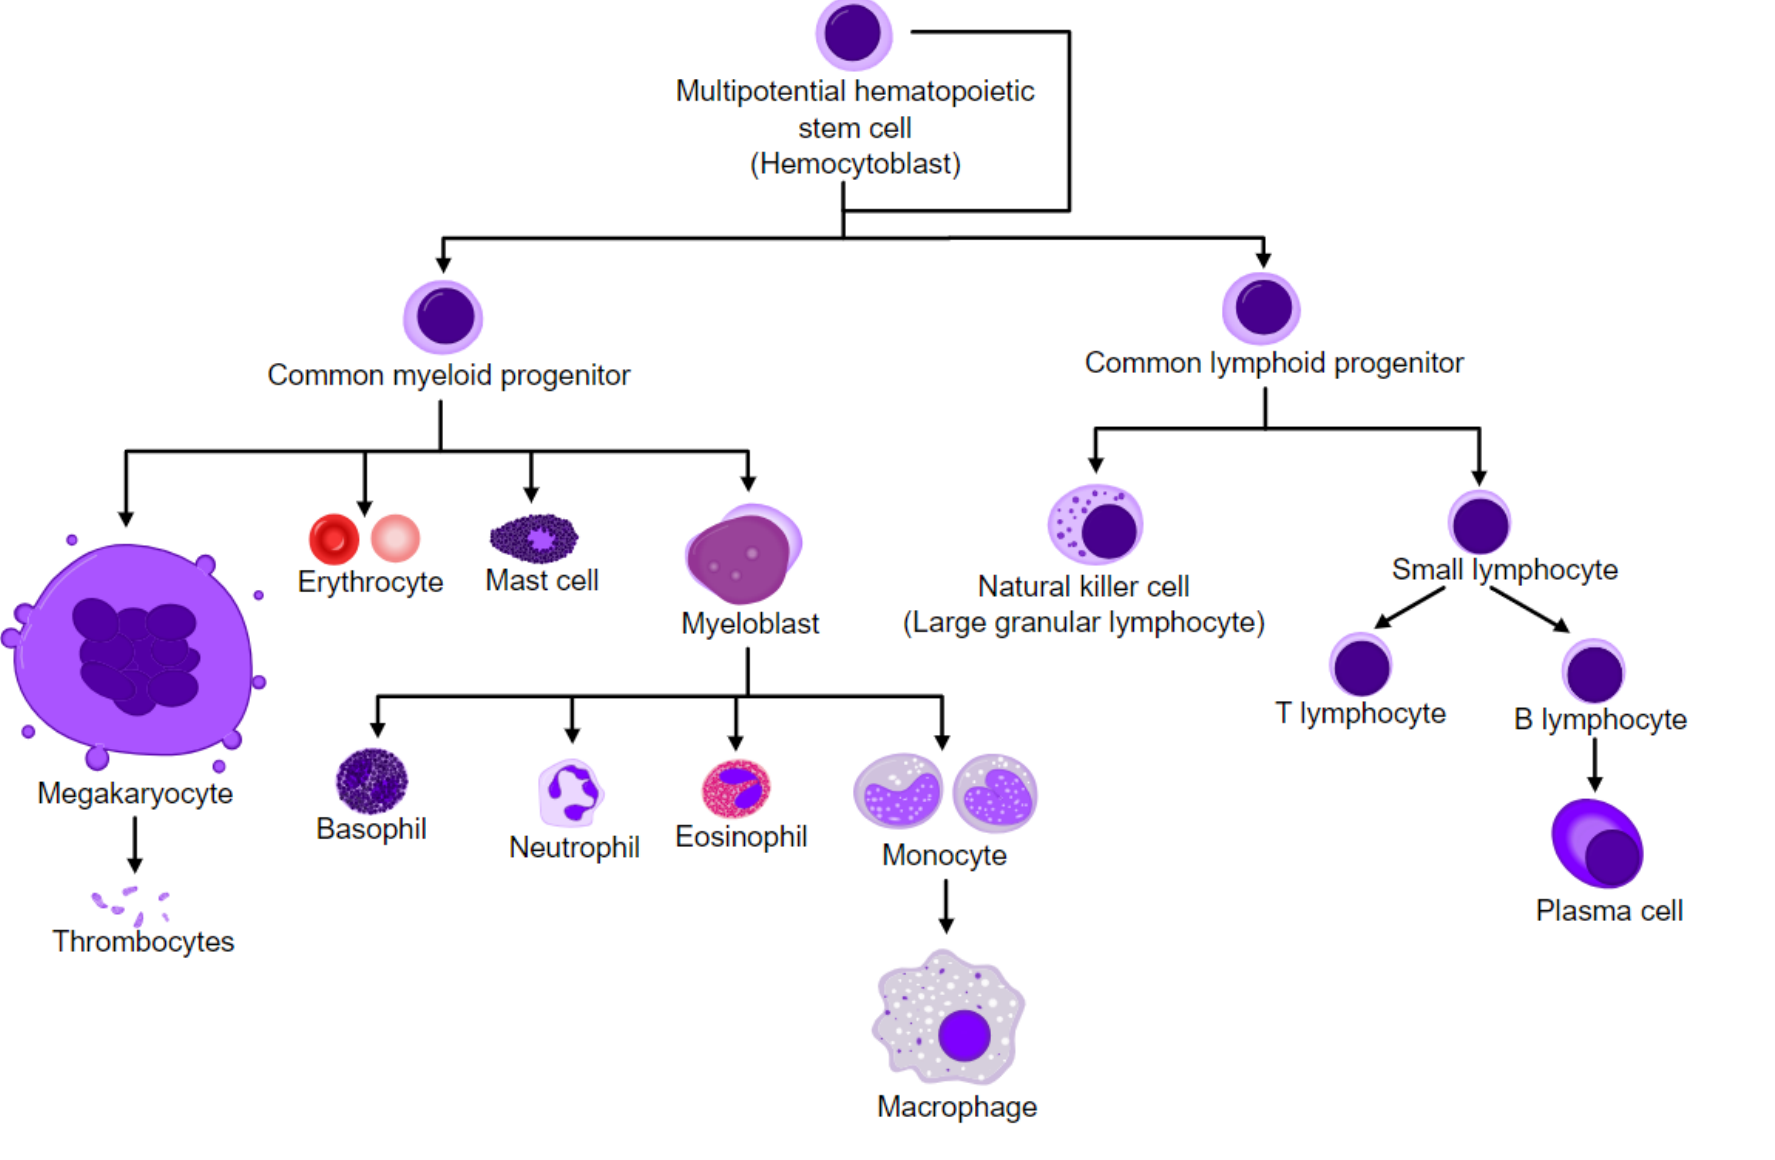 Multipotential hematopoietic
stem cell
(Hemocytoblast)
Common myeloid progenitor
Common lymphoid progenitor
Erythrocyte
Mast cell
Myeloblast
Natural killer cell
(Large granular lymphocyte)
Small lymphocyte
T lymphocyte
B lymphocyte
Megakaryocyte
Basophil
Neutrophil
Eosinophil
Monocyte
Plasma cell
Thrombocytes
Macrophage